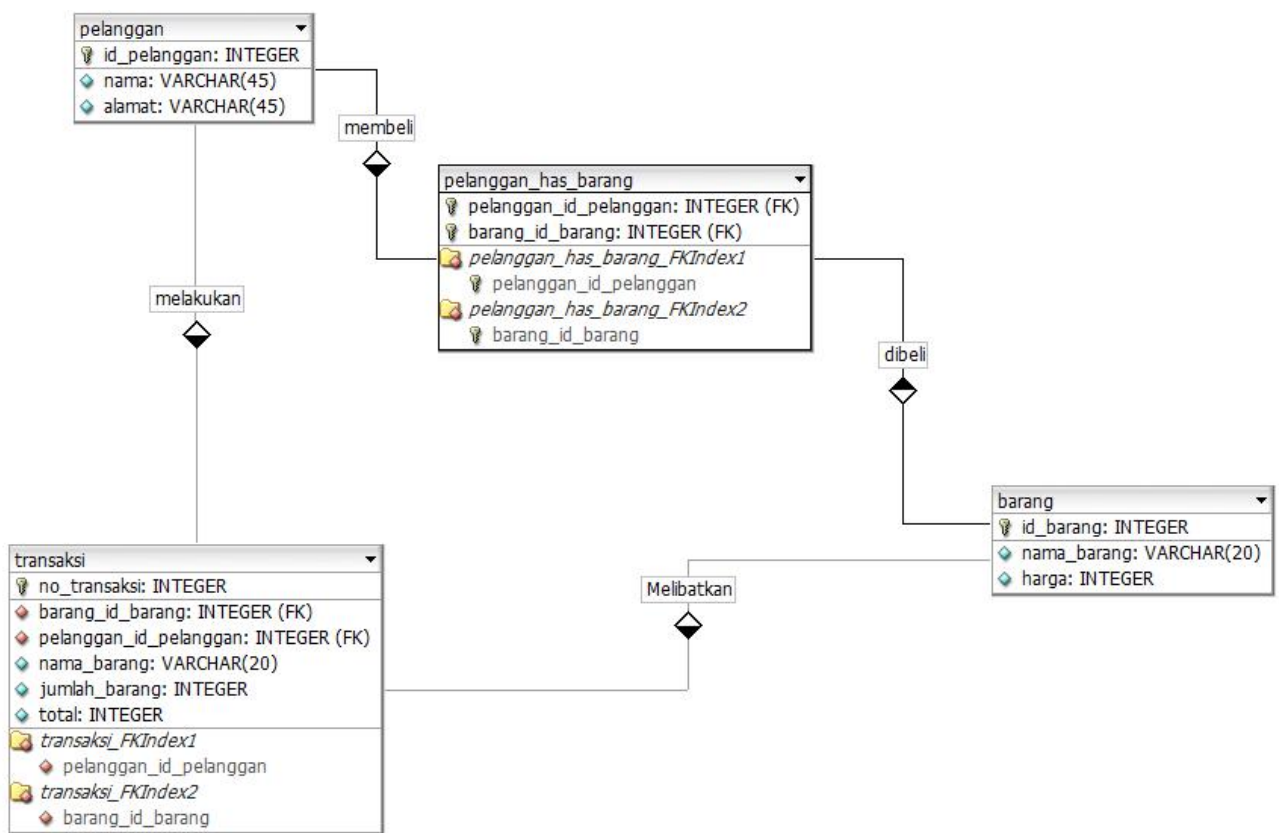 pelanggan
id_pelanggan: INTEGER
nama: VARCHAR(45)
alamat: VARCHAR(45)
membeli
pelanggan_has_barang
pelanggan_id_pelanggan: INTEGER (FK)
barang_id_barang: INTEGER (FK)
pelanggan_has_barang_FKIndex1
pelanggan_id_pelanggan
pelanggan_has_barang_FKIndex2
barang_id_barang
melakukan
dibeli
barang
id_barang: INTEGER
nama_barang: VARCHAR(20)
harga: INTEGER
Melibatkan
transaksi
no_transaksi: INTEGER
barang_id_barang: INTEGER (FK)
pelanggan_id_pelanggan: INTEGER (FK)
nama_barang: VARCHAR(20)
jumlah_barang: INTEGER
total: INTEGER
transaksi_FKIndex1
pelanggan_id_pelanggan
transaksi_FKIndex2
barang_id_barang